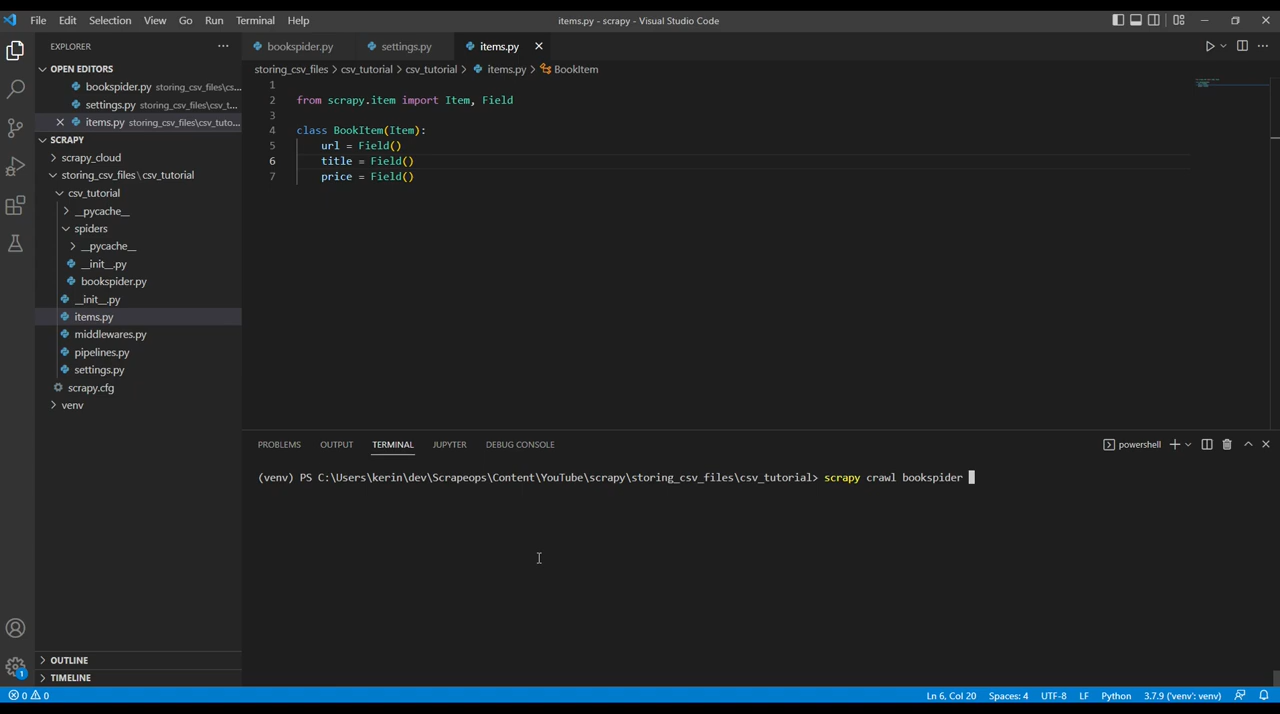 File Edit Selection View Go Run Terminal Help
items.py - scrapy - Visual Studio Code
EXPLORER
OPEN EDITORS
bookspider.py storing_csv_files\cs...
settings.py storing_csv_files\csv_t...
items.py storing_csv_files\csv_tuto...
SCRAPY
scrapy_cloud
storing_csv_files\csv_tutorial
csv_tutorial
__pycache__
spiders
__pycache__
__init__.py
bookspider.py
__init__.py
items.py
middlewares.py
pipelines.py
settings.py
scrapy.cfg
venv
OUTLINE
TIMELINE
bookspider.py settings.py items.py
storing_csv_files > csv_tutorial > csv_tutorial > items.py > BookItem
1
2 from scrapy.item import Item, Field
3
4 class BookItem(Item):
5 url = Field()
6 title = Field()
7 price = Field()
PROBLEMS OUTPUT TERMINAL JUPYTER DEBUG CONSOLE
powershell
(venv) PS C:\Users\kerin\dev\Scrapeops\Content\YouTube\scrapy\storing_csv_files\csv_tutorial> scrapy crawl bookspider
1
0 0 Ln 6, Col 20 Spaces: 4 UTF-8 LF Python 3.7.9 ('venv': venv)